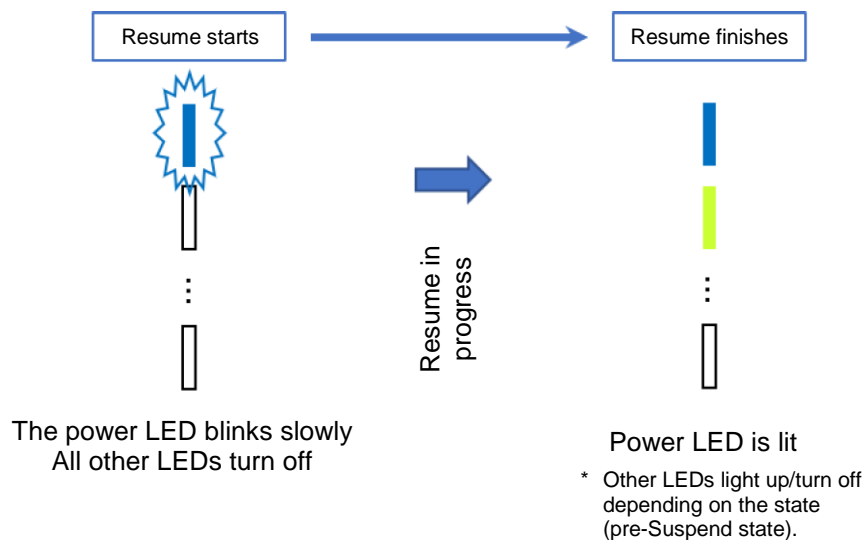 Resume starts
Resume finishes
⋮
⋮
Resume in
progress
The power LED blinks slowly
All other LEDs turn off
Power LED is lit
* Other LEDs light up/turn off
depending on the state
(pre-Suspend state).